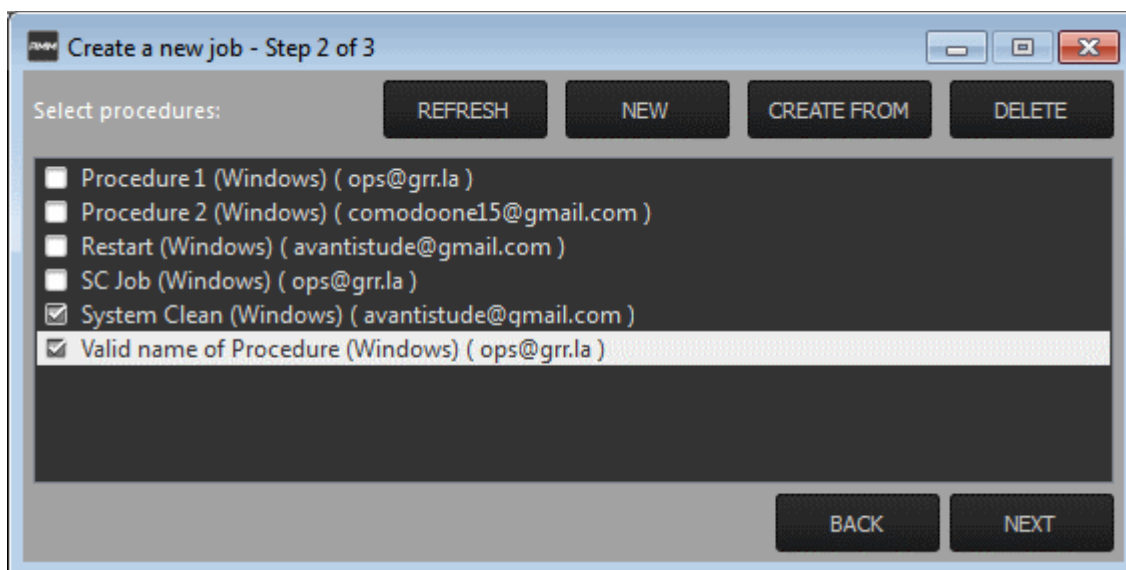 RMM Create a new job - Step 2 of 3
Select procedures: REFRESH NEW CREATE FROM DELETE
Procedure 1 (Windows) ( ops@grr.la )
Procedure 2 (Windows) ( comodoone15@gmail.com )
Restart (Windows) ( avantistude@gmail.com )
SC Job (Windows) ( ops@grr.la )
System Clean (Windows) ( avantistude@gmail.com )
Valid name of Procedure (Windows) ( ops@grr.la )
BACK NEXT